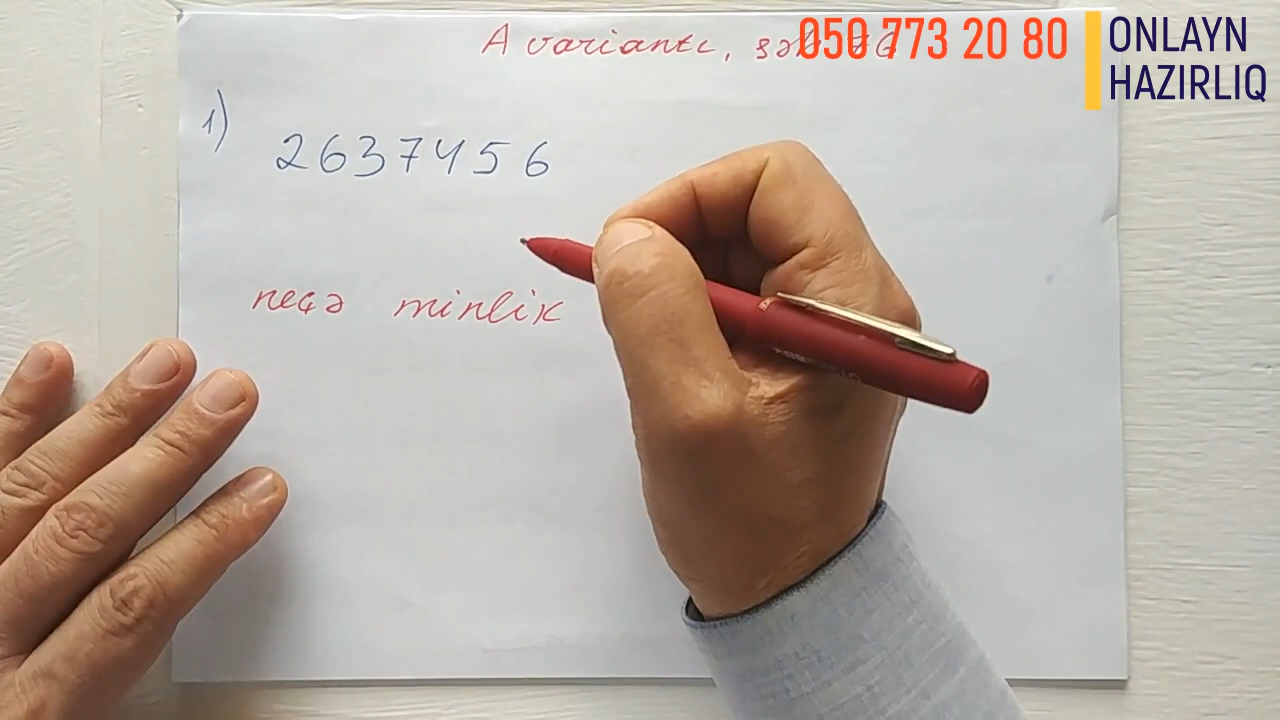 A variantı,
050 773 20 80
ONLAYN
HAZIRLIQ
1)
2637456
neçə minlik